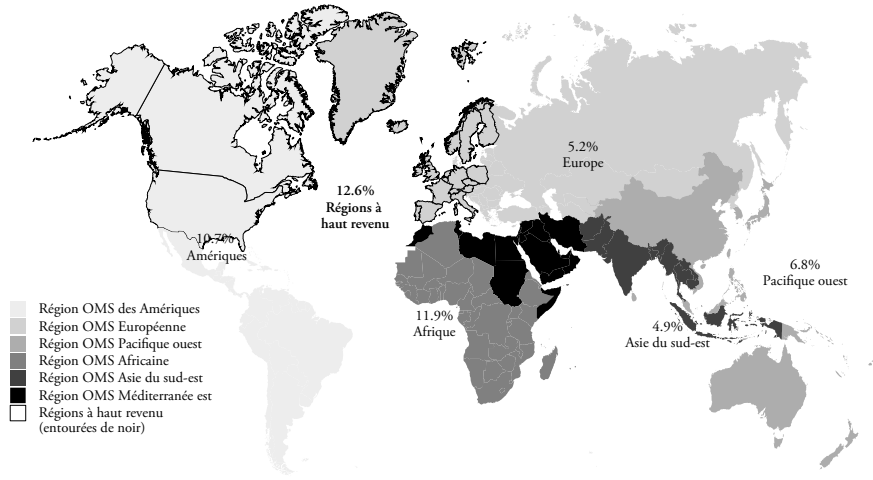 5.2%
Europe
12.6%
Régions à
haut revenu
10.7%
Amériques
6.8%
Pacifique ouest
11.9%
Afrique
4.9%
Asie du sud-est
Région OMS des Amériques
Région OMS Européenne
Région OMS Pacifique ouest
Région OMS Africaine
Région OMS Asie du sud-est
Région OMS Méditerranée est
Régions à haut revenu
(entourées de noir)